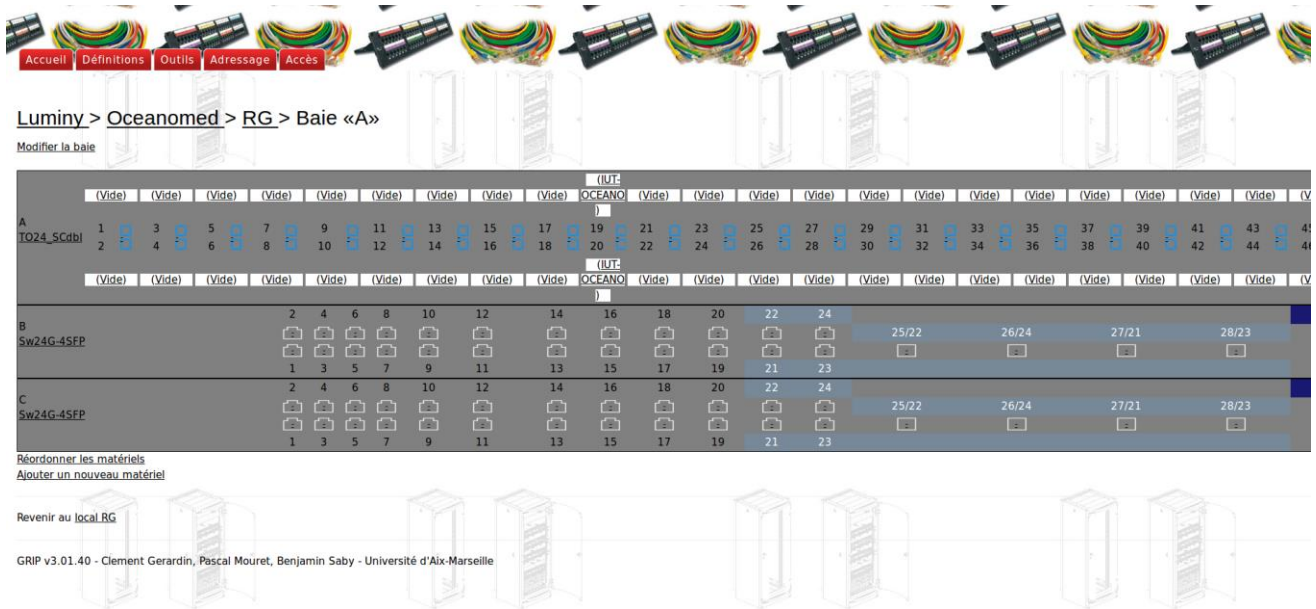 Accueil Définitions Outils Adressage Accès
Luminy > Oceanomed > RG > Baie «A»
Modifier la baie
(IUT-
(Vide) (Vide) (Vide) (Vide) (Vide) (Vide) (Vide) (Vide) (Vide) OCEANO (Vide) (Vide) (Vide) (Vide) (Vide) (Vide) (Vide) (Vide) (Vide) (Vide) (Vide) (Vide) (V
)
A
1 3 5 7 9 11 13 15 17 19 21 23 25 27 29 31 33 35 37 39 41 43 45
TO24_SCdbl
2 4 6 8 10 12 14 16 18 20 22 24 26 28 30 32 34 36 38 40 42 44 46
(IUT-
(Vide) (Vide) (Vide) (Vide) (Vide) (Vide) (Vide) (Vide) (Vide) OCEANO (Vide) (Vide) (Vide) (Vide) (Vide) (Vide) (Vide) (Vide) (Vide) (Vide) (Vide) (Vide) (V
)
2 4 6 8 10 12 14 16 18 20 22 24
B
25/22 26/24 27/21 28/23
Sw24G-4SFP
1 3 5 7 9 11 13 15 17 19 21 23
2 4 6 8 10 12 14 16 18 20 22 24
C
25/22 26/24 27/21 28/23
Sw24G-4SFP
1 3 5 7 9 11 13 15 17 19 21 23
Réordonner les matériels
Ajouter un nouveau matériel
Revenir au local RG
GRIP v3.01.40 - Clement Gerardin, Pascal Mouret, Benjamin Saby - Université d'Aix-Marseille